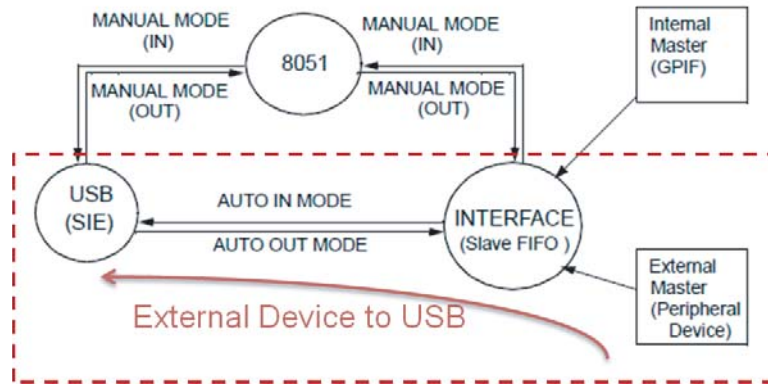 MANUAL MODE
(IN)
MANUAL MODE
(OUT)
8051
MANUAL MODE
(IN)
MANUAL MODE
(OUT)
Internal
Master
(GPIF)
USB
(SIE)
AUTO IN MODE
AUTO OUT MODE
INTERFACE
(Slave FIFO )
External
Master
(Peripheral
Device)
External Device to USB